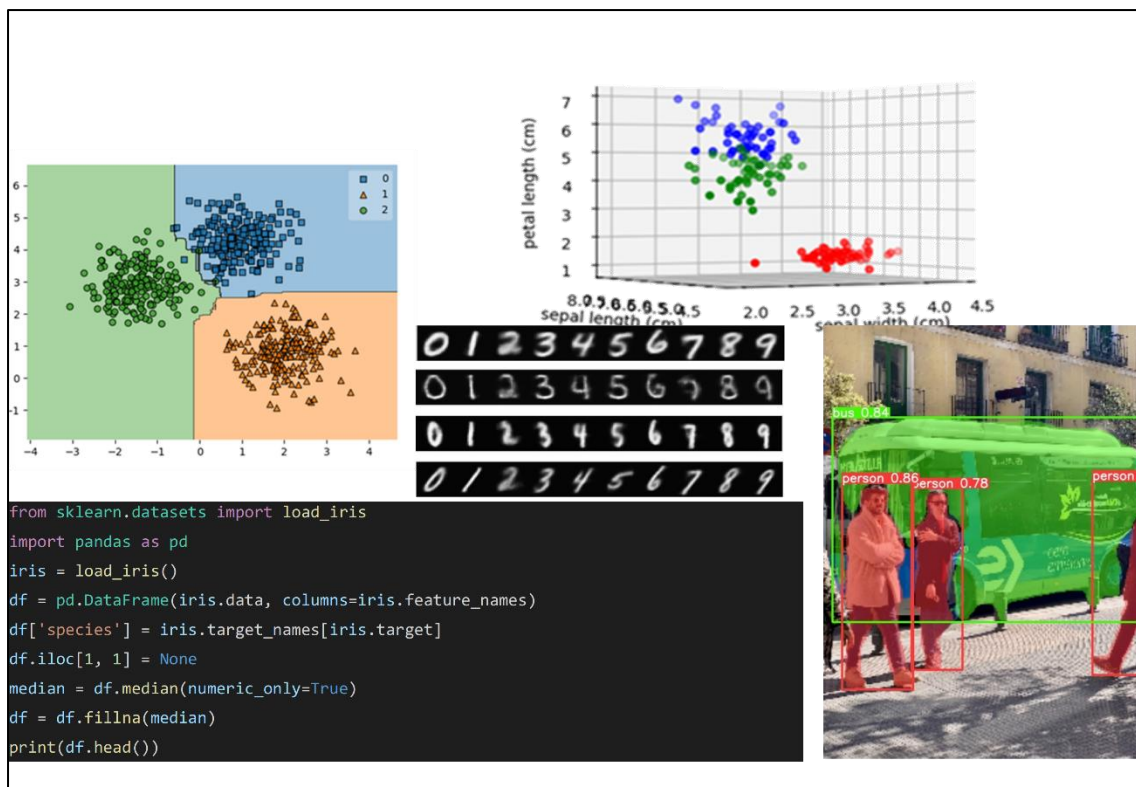 0
1
2
6
5
4
3
2
1
0
-1
-4 -3 -2 -1 0 1 2 3 4
petal length (cm)
7
6
5
4
3
2
1
sepal length (cm)
2.0 2.5 3.0 3.5 4.0 4.5
sepal width (cm)
0 1 2 3 4 5 6 7 8 9
0 1 2 3 4 5 6 7 8 9
0 1 2 3 4 5 6 7 8 9
0 1 2 3 4 5 6 7 8 9
bus 0.84
person 0.86
person 0.78
person
from sklearn.datasets import load_iris
import pandas as pd
iris = load_iris()
df = pd.DataFrame(iris.data, columns=iris.feature_names)
df['species'] = iris.target_names[iris.target]
df.iloc[1, 1] = None
median = df.median(numeric_only=True)
df = df.fillna(median)
print(df.head())